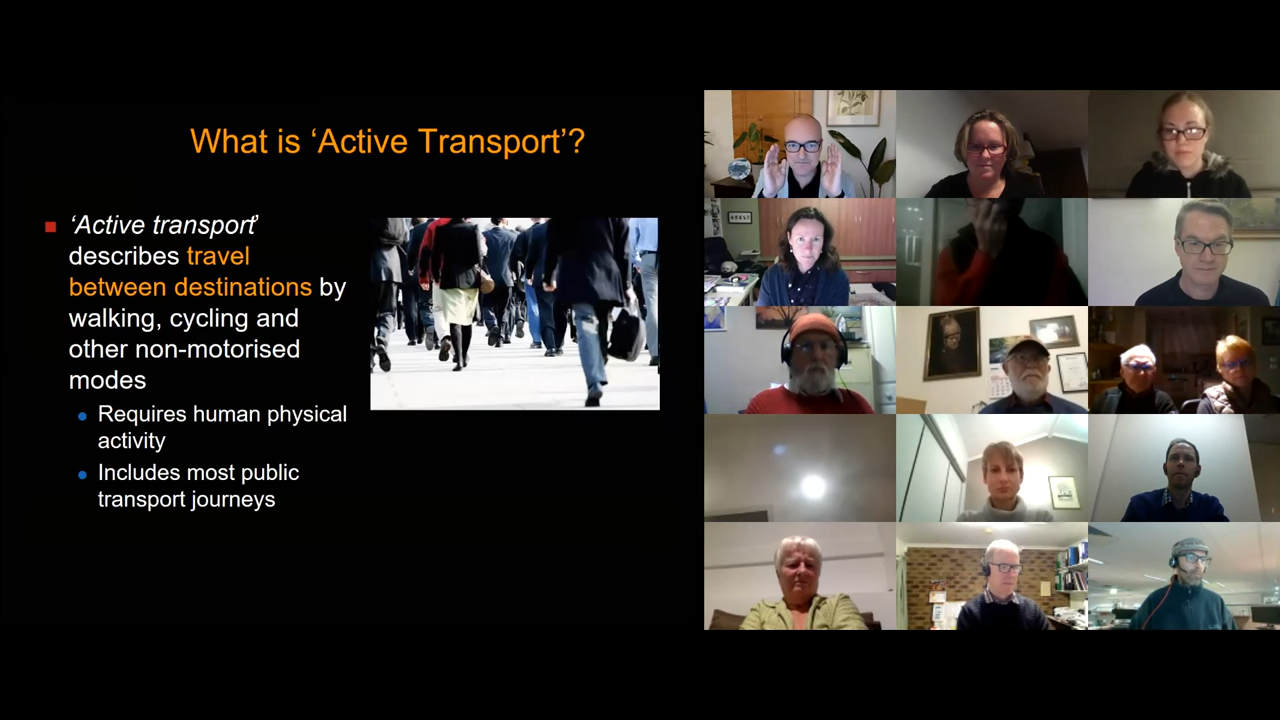 What is ‘Active Transport’?
‘Active transport’
describes travel
between destinations by
walking, cycling and
other non-motorised
modes
Requires human physical
activity
Includes most public
transport journeys